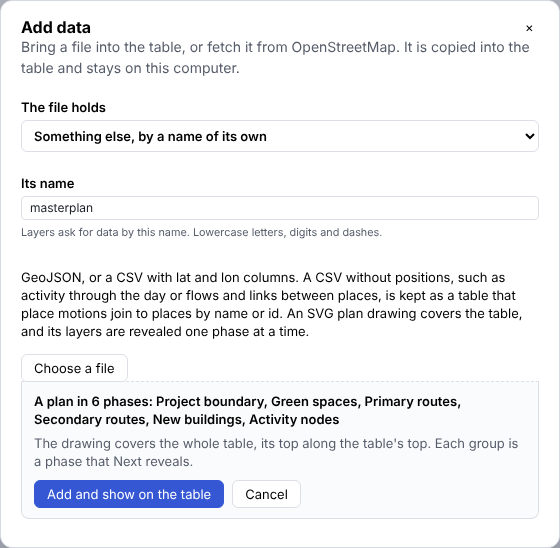 Add data
×
Bring a file into the table, or fetch it from OpenStreetMap. It is copied into the
table and stays on this computer.
The file holds
Something else, by a name of its own
Its name
masterplan
Layers ask for data by this name. Lowercase letters, digits and dashes.
GeoJSON, or a CSV with lat and lon columns. A CSV without positions, such as
activity through the day or flows and links between places, is kept as a table that
place motions join to places by name or id. An SVG plan drawing covers the table,
and its layers are revealed one phase at a time.
Choose a file
A plan in 6 phases: Project boundary, Green spaces, Primary routes,
Secondary routes, New buildings, Activity nodes
The drawing covers the whole table, its top along the table's top. Each group is
a phase that Next reveals.
Add and show on the table
Cancel